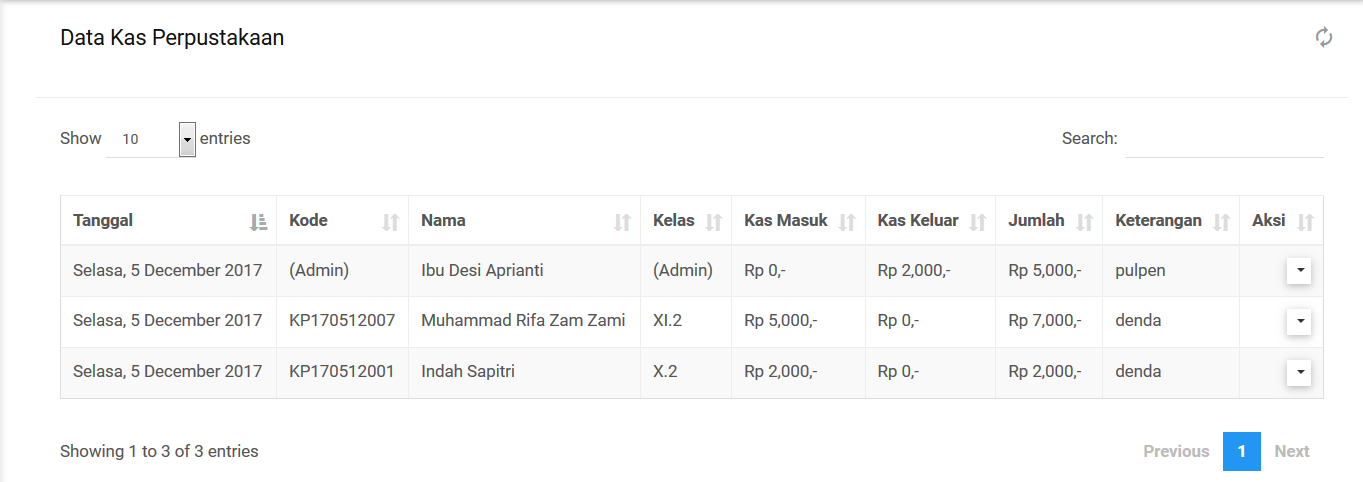 Data Kas Perpustakaan
Show 10 entries Search:
Tanggal Kode Nama Kelas Kas Masuk Kas Keluar Jumlah Keterangan Aksi
Selasa, 5 December 2017 (Admin) Ibu Desi Aprianti (Admin) Rp 0,- Rp 2,000,- Rp 5,000,- pulpen
Selasa, 5 December 2017 KP170512007 Muhammad Rifa Zam Zami XI.2 Rp 5,000,- Rp 0,- Rp 7,000,- denda
Selasa, 5 December 2017 KP170512001 Indah Sapitri X.2 Rp 2,000,- Rp 0,- Rp 2,000,- denda
Showing 1 to 3 of 3 entries Previous 1 Next